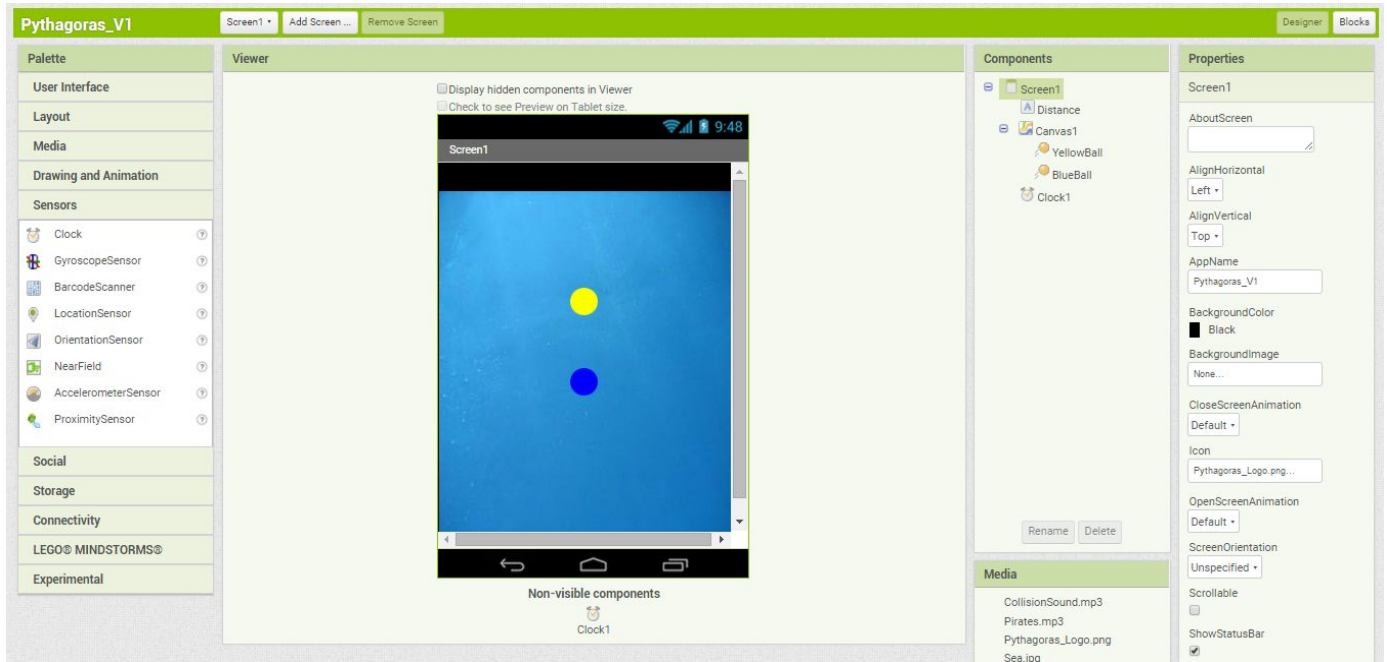 Pythagoras_V1
Screen1 Add Screen ... Remove Screen
Designer Blocks
Palette
User Interface
Layout
Media
Drawing and Animation
Sensors
Clock
GyroscopeSensor
BarcodeScanner
LocationSensor
OrientationSensor
NearField
AccelerometerSensor
ProximitySensor
Social
Storage
Connectivity
LEGO® MINDSTORMS®
Experimental
Viewer
Display hidden components in Viewer
Check to see Preview on Tablet size.
9:48
Screen1
Non-visible components
Clock1
Components
Screen1
A Distance
Canvas1
YellowBall
BlueBall
Clock1
Rename Delete
Media
CollisionSound.mp3
Pirates.mp3
Pythagoras_Logo.png
Sea.jpg
Properties
Screen1
AboutScreen
AlignHorizontal
Left
AlignVertical
Top
AppName
Pythagoras_V1
BackgroundColor
Black
BackgroundImage
None...
CloseScreenAnimation
Default
Icon
Pythagoras_Logo.png...
OpenScreenAnimation
Default
ScreenOrientation
Unspecified
Scrollable
ShowStatusBar